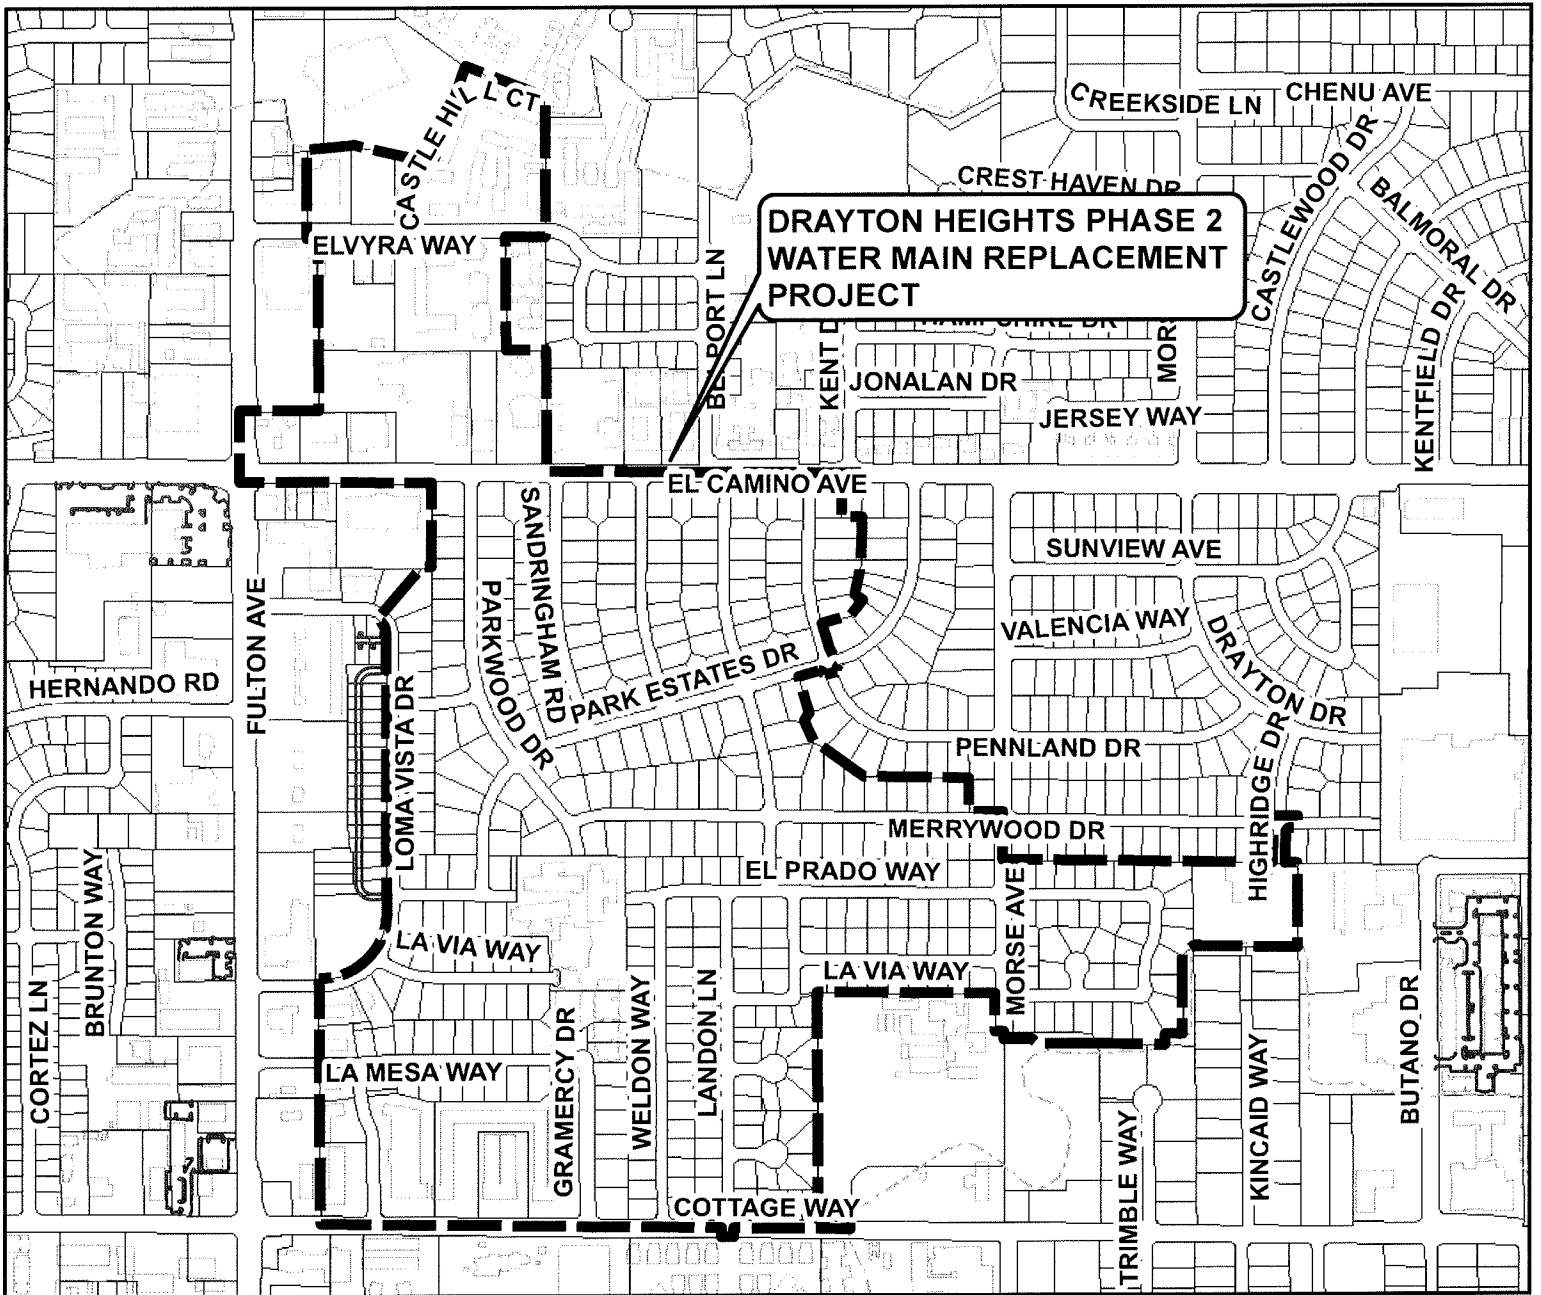 CASTLE HILL CT
CREEKSIDE LN
CHENU AVE
CREST HAVEN DR
CASTLEWOOD DR
BALMORAL DR
DRAYTON HEIGHTS PHASE 2
WATER MAIN REPLACEMENT
PROJECT
ELVYRA WAY
BELPORT LN
KENT D
HAMPSHIRE DR
MORS
KENTFIELD DR
JONALAN DR
JERSEY WAY
EL CAMINO AVE
SANDRINGHAM RD
SUNVIEW AVE
FULTON AVE
PARKWOOD DR
VALENCIA WAY
DRAYTON DR
HERNANDO RD
LOMA VISTA DR
PARK ESTATES DR
PENNLAND DR
HIGHRIDGE DR
MERRYWOOD DR
EL PRADO WAY
BRUNTON WAY
MORSE AVE
LA VIA WAY
LA VIA WAY
CORTEZ LN
GRAMERCY DR
WELDON WAY
LANDON LN
BUTANO DR
LA MESA WAY
KINCAID WAY
TRIMBLE WAY
COTTAGE WAY